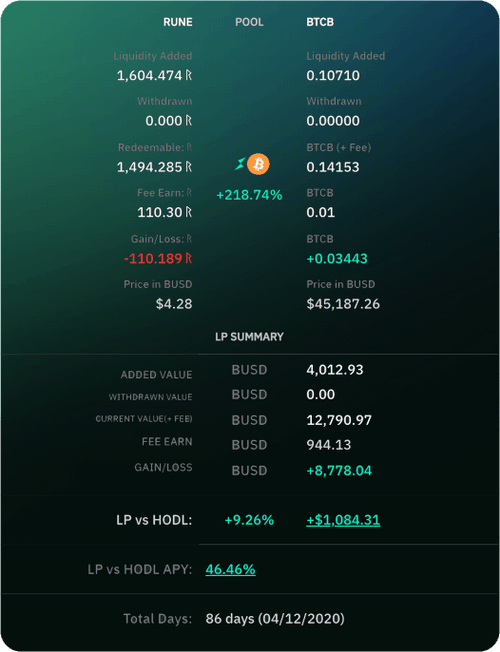 RUNE POOL BTCB
Liquidity Added Liquidity Added
1,604.474 ᚱ 0.10710
Withdrawn Withdrawn
0.000 ᚱ 0.00000
Redeemable: ᚱ BTCB (+ Fee)
1,494.285 ᚱ 0.14153
Fee Earn: ᚱ +218.74% BTCB
110.30 ᚱ 0.01
Gain/Loss: ᚱ BTCB
-110.189 ᚱ +0.03443
Price in BUSD Price in BUSD
$4.28 $45,187.26
LP SUMMARY
ADDED VALUE BUSD 4,012.93
WITHDRAWN VALUE BUSD 0.00
CURRENT VALUE(+ FEE) BUSD 12,790.97
FEE EARN BUSD 944.13
GAIN/LOSS BUSD +8,778.04
LP vs HODL: +9.26% +$1,084.31
LP vs HODL APY: 46.46%
Total Days: 86 days (04/12/2020)